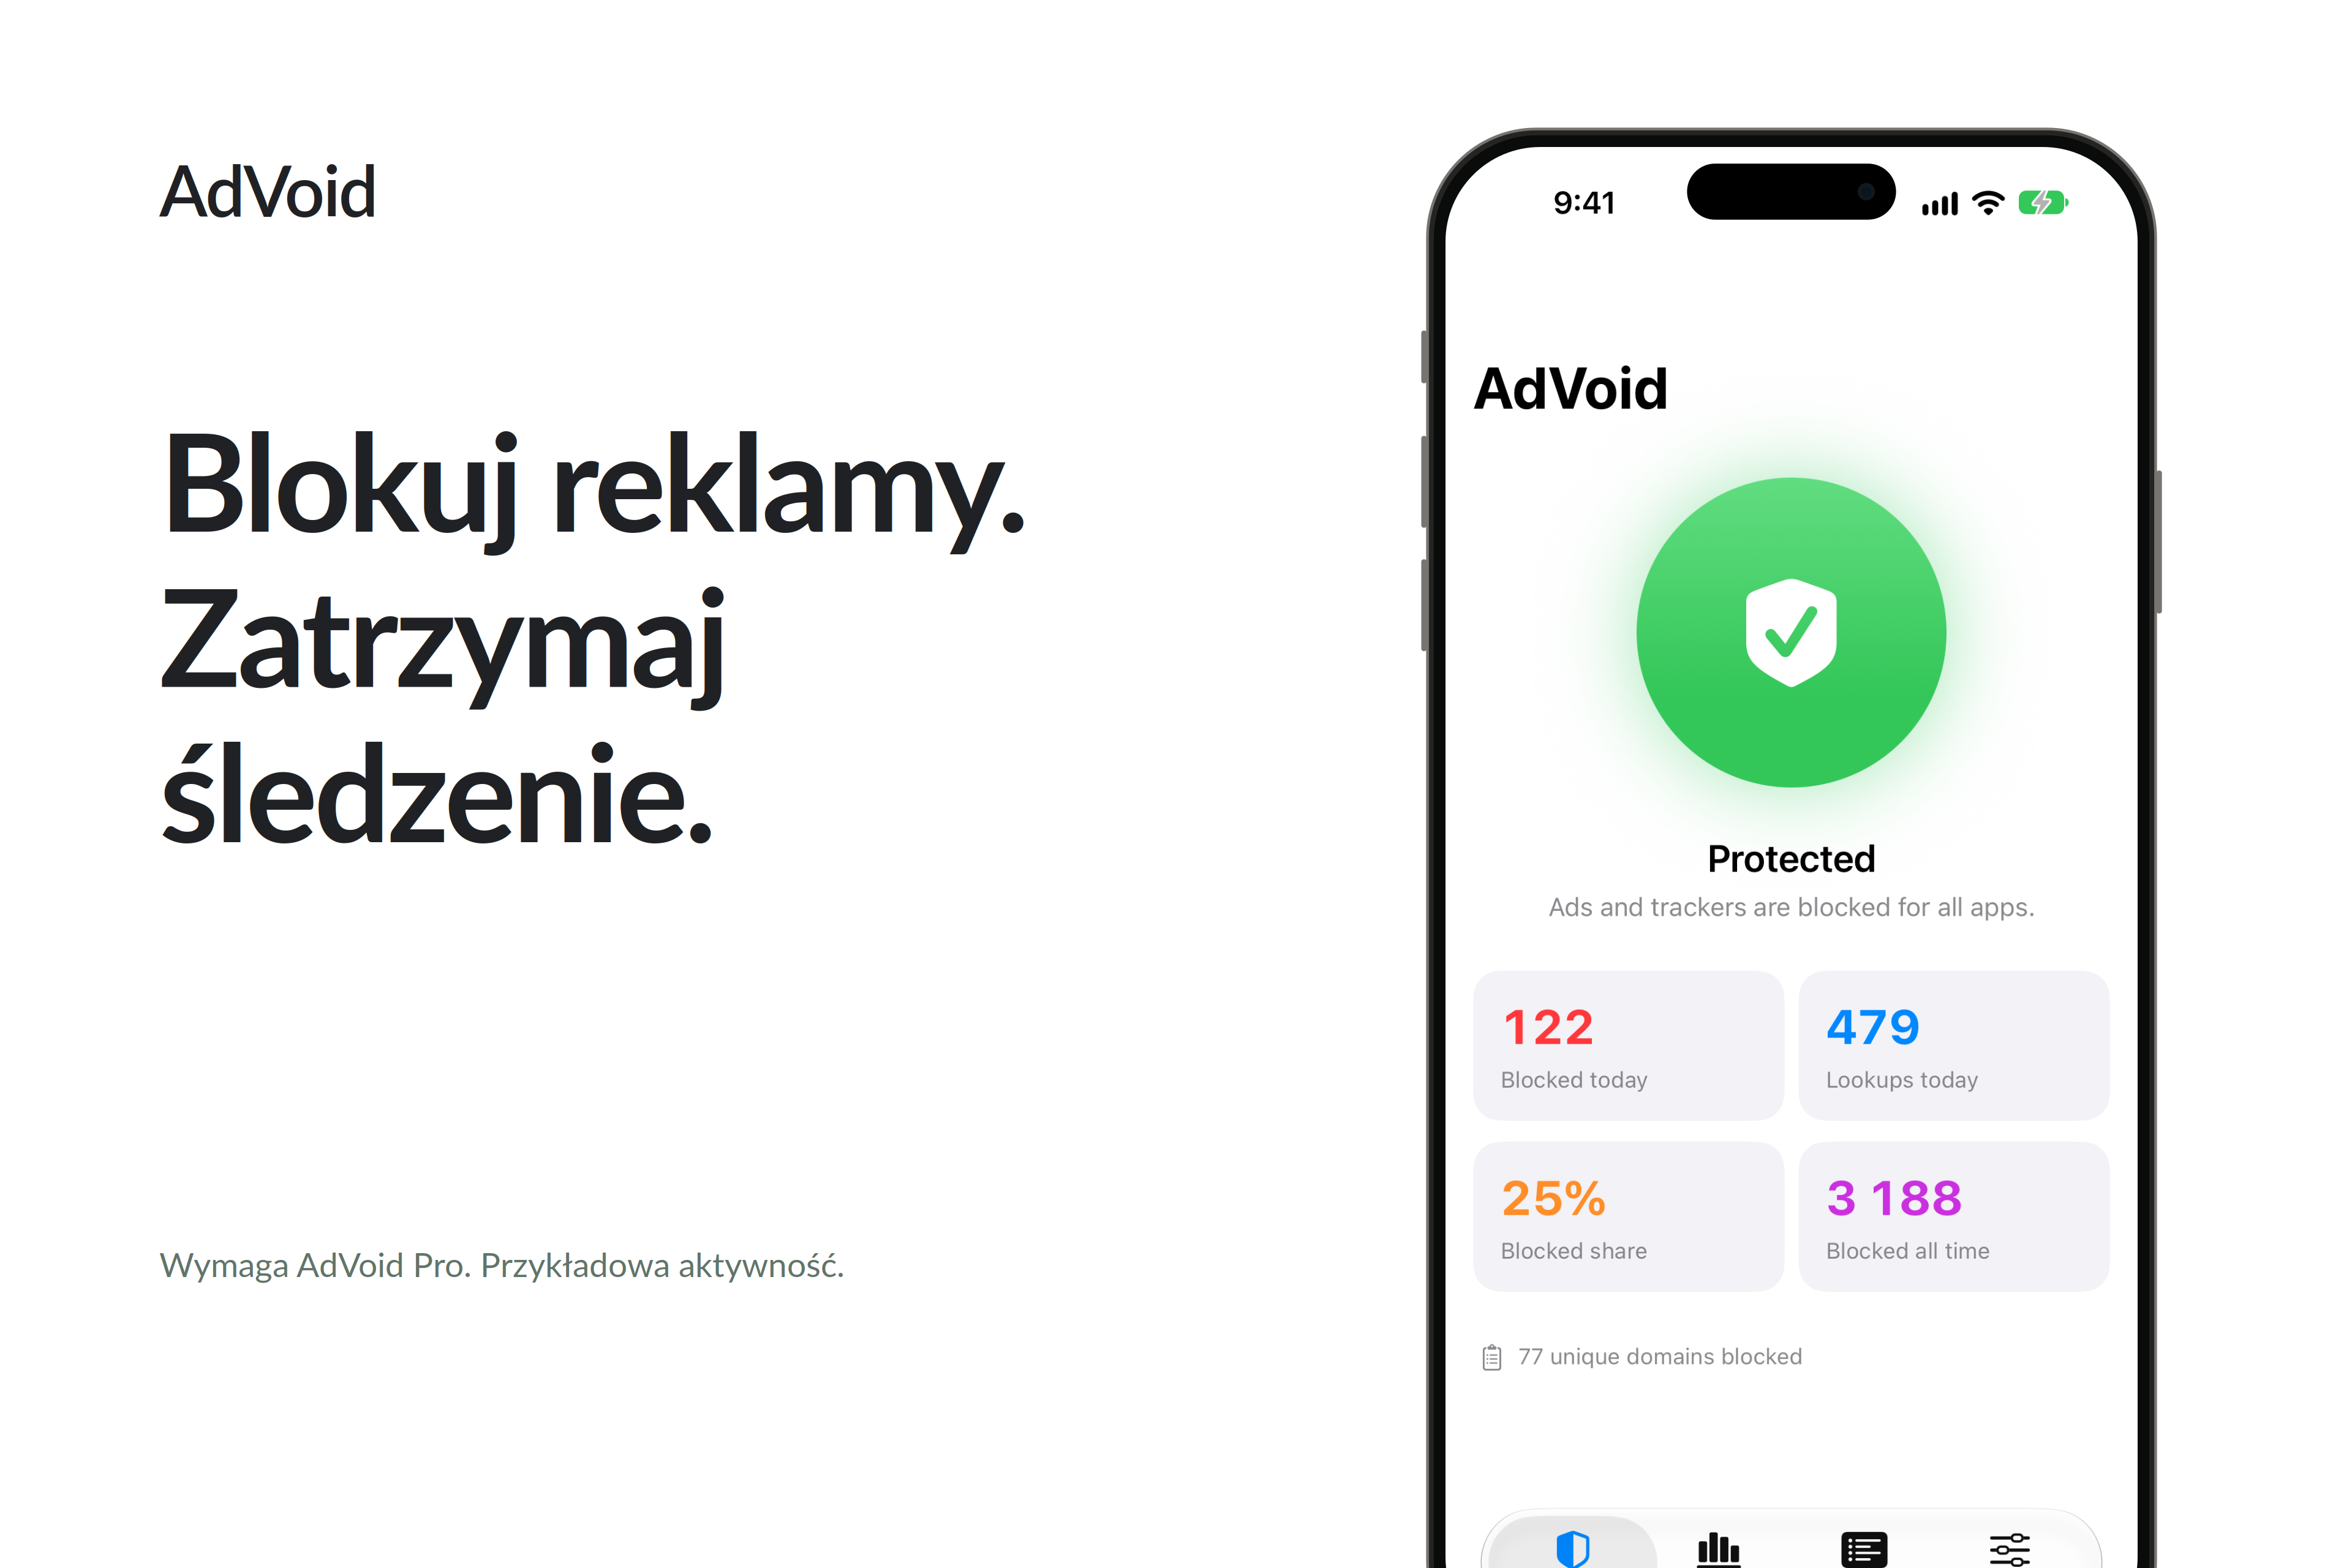 AdVoid
Blokuj reklamy.
Zatrzymaj
śledzenie.
Wymaga AdVoid Pro. Przykładowa aktywność.
9:41
AdVoid
Protected
Ads and trackers are blocked for all apps.
122
Blocked today
479
Lookups today
25%
Blocked share
3 188
Blocked all time
77 unique domains blocked